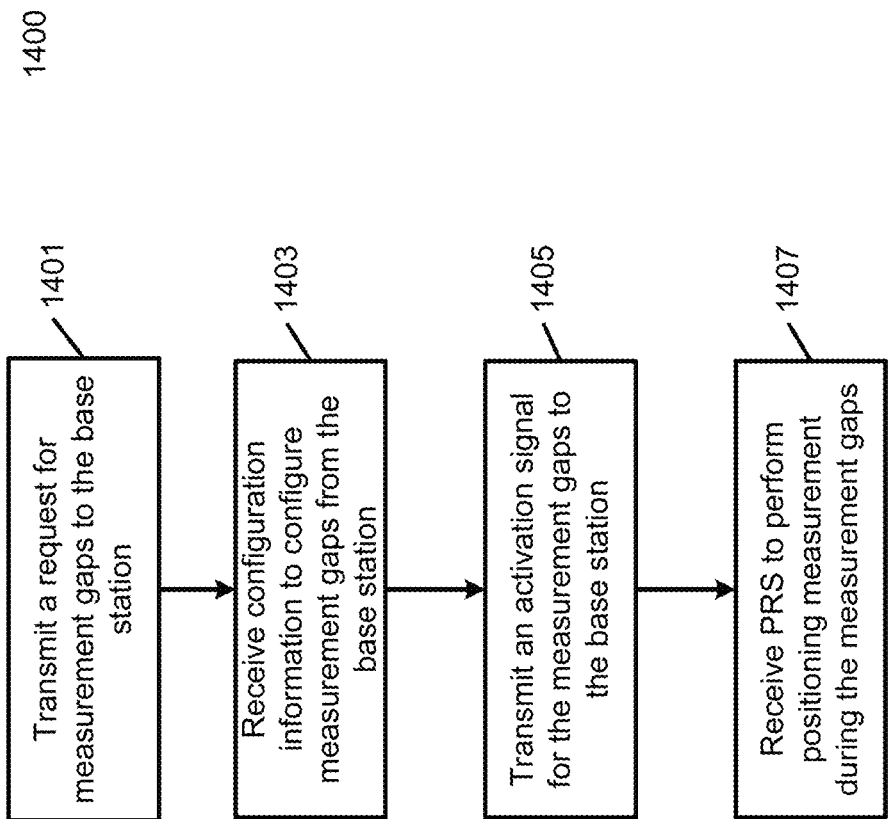 1400
1401
Transmit a request for
measurement gaps to the base
station
1403
Receive configuration
information to configure
measurement gaps from the
base station
1405
Transmit an activation signal
for the measurement gaps to
the base station
1407
Receive PRS to perform
positioning measurement
during the measurement gaps